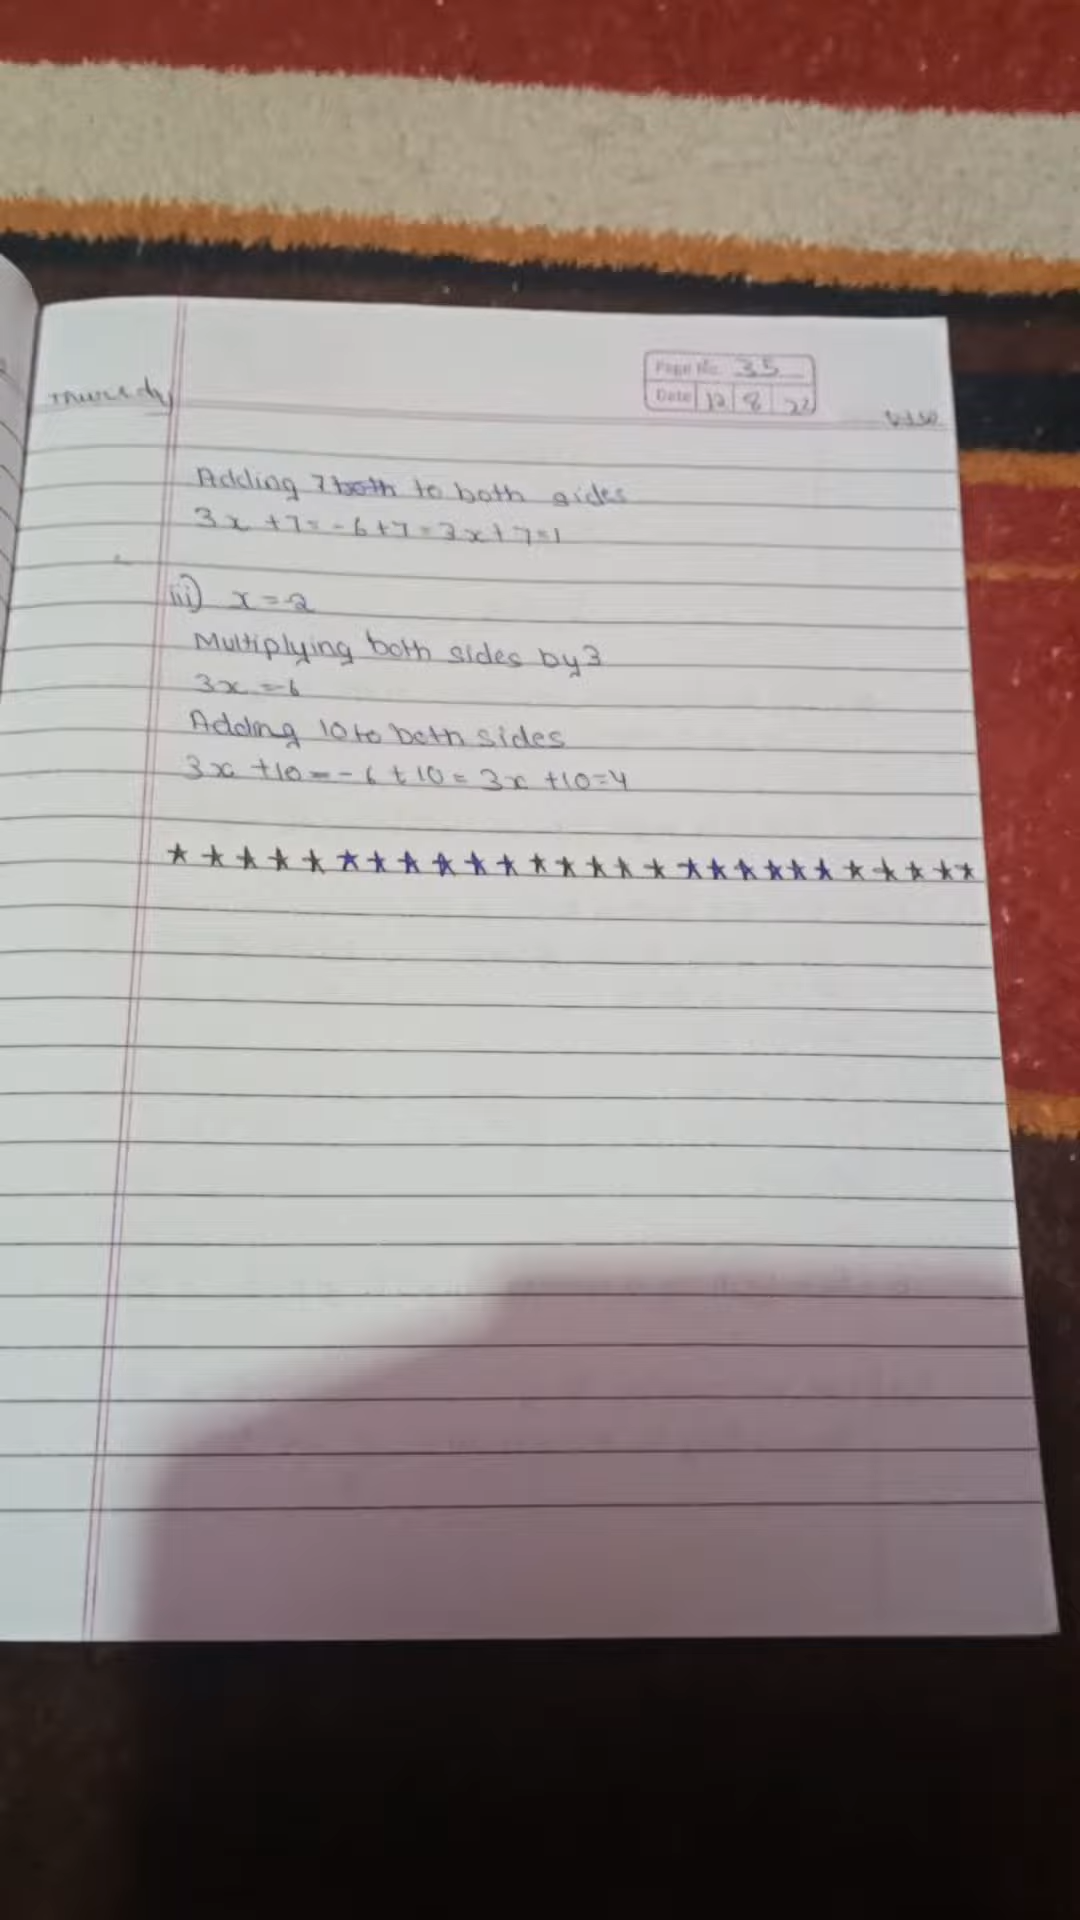 Page No. 35
Date 12 8 22
Adding 7 both to both sides
3x +7 = -6+7 = 3x+7=1
iii) x=-2
Multiplying both sides by 3
3x =-6
Adding 10 to both sides
3x +10 = -6+10 = 3x +10=4
★★★★★★★★★★★★★★★★★★★★★★★★★★